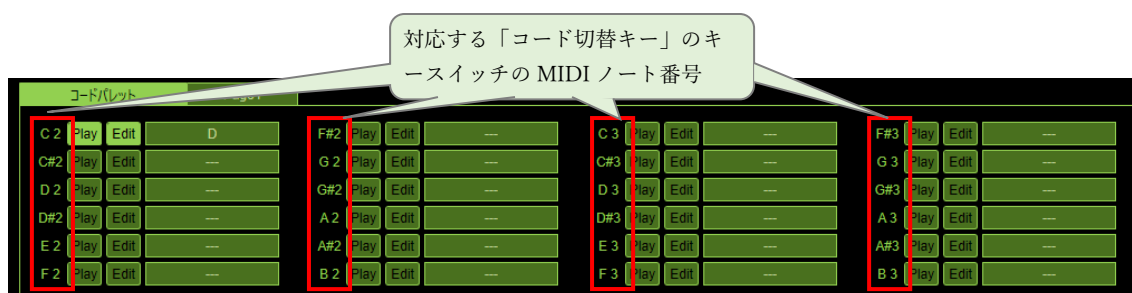 対応する「コード切替キー」のキ
ースイッチの MIDI ノート番号
コードパレット
C 2 Play Edit D F#2 Play Edit --- C 3 Play Edit --- F#3 Play Edit ---
C#2 Play Edit --- G 2 Play Edit --- C#3 Play Edit --- G 3 Play Edit ---
D 2 Play Edit --- G#2 Play Edit --- D 3 Play Edit --- G#3 Play Edit ---
D#2 Play Edit --- A 2 Play Edit --- D#3 Play Edit --- A 3 Play Edit ---
E 2 Play Edit --- A#2 Play Edit --- E 3 Play Edit --- A#3 Play Edit ---
F 2 Play Edit --- B 2 Play Edit --- F 3 Play Edit --- B 3 Play Edit ---